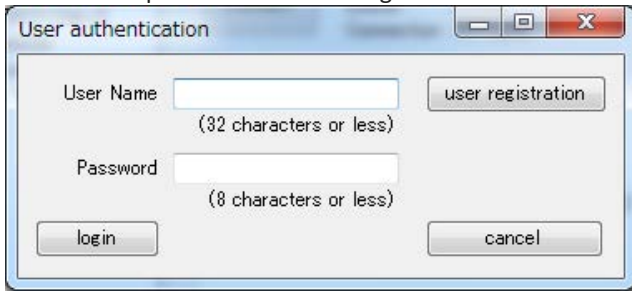 User authentication
User Name
user registration
(32 characters or less)
Password
(8 characters or less)
login
cancel